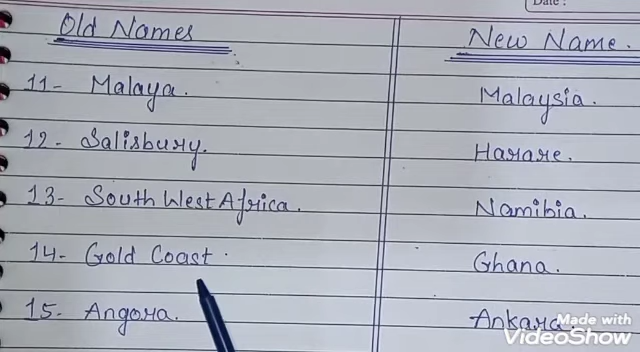 Date :
Old Names New Name.
11- Malaya. Malaysia.
12- Salisbury. Harare.
13- South West Africa. Namibia.
14- Gold Coast. Ghana.
15- Angora. Ankara.
Made with
VideoShow